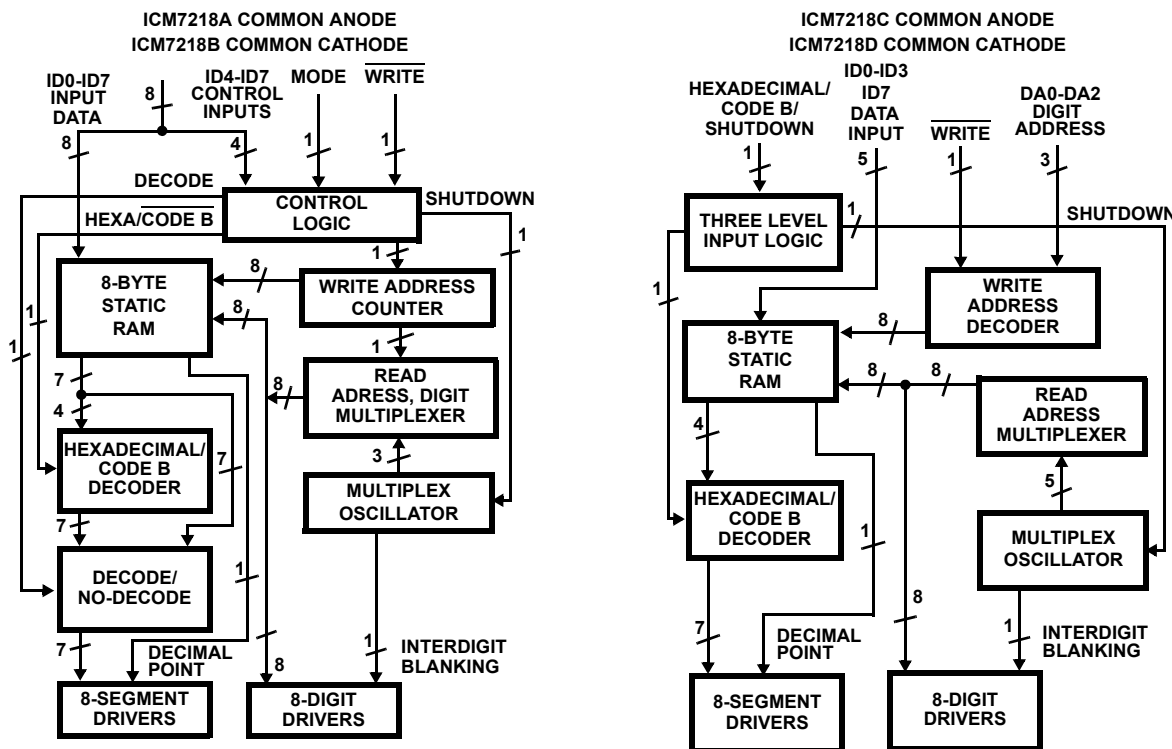 ICM7218A COMMON ANODE
ICM7218B COMMON CATHODE
ID0-ID7
INPUT
DATA
8
ID4-ID7
CONTROL
INPUTS
MODE
WRITE
8
4
1
1
DECODE
HEXA/CODE B
CONTROL
LOGIC
SHUTDOWN
1
1
8-BYTE
STATIC
RAM
8
WRITE ADDRESS
COUNTER
8
1
1
1
8
READ
ADRESS, DIGIT
MULTIPLEXER
7
4
3
HEXADECIMAL/
CODE B
DECODER
7
MULTIPLEX
OSCILLATOR
7
DECODE/
NO-DECODE
1
7
DECIMAL
POINT
8
1
INTERDIGIT
BLANKING
8-SEGMENT
DRIVERS
8-DIGIT
DRIVERS
ICM7218C COMMON ANODE
ICM7218D COMMON CATHODE
HEXADECIMAL/
CODE B/
SHUTDOWN
ID0-ID3
ID7
DATA
INPUT
WRITE
DA0-DA2
DIGIT
ADDRESS
1
5
1
3
THREE LEVEL
INPUT LOGIC
1
SHUTDOWN
1
WRITE
ADDRESS
DECODER
8
8-BYTE
STATIC
RAM
8
8
READ
ADRESS
MULTIPLEXER
4
5
HEXADECIMAL/
CODE B
DECODER
1
MULTIPLEX
OSCILLATOR
8
7
DECIMAL
POINT
1
INTERDIGIT
BLANKING
8-SEGMENT
DRIVERS
8-DIGIT
DRIVERS